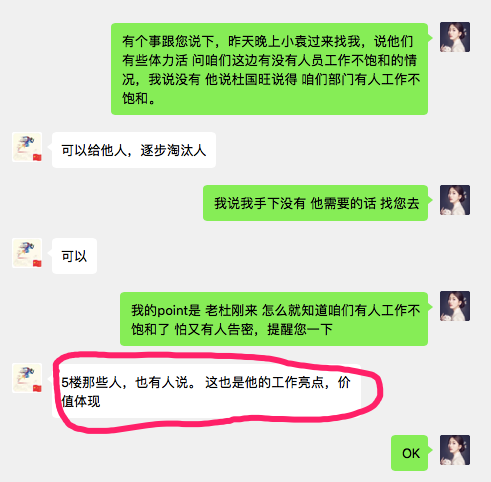 有个事跟您说下，昨天晚上小袁过来找我，说他们
有些体力活 问咱们这边有没有人员工作不饱和的情
况，我说没有 他说杜国旺说得 咱们部门有人工作不
饱和。
可以给他人，逐步淘汰人
我说我手下没有 他需要的话 找您去
可以
我的point是 老杜刚来 怎么就知道咱们有人工作不
饱和了 怕又有人告密，提醒您一下
5楼那些人，也有人说。 这也是他的工作亮点，价
值体现
OK